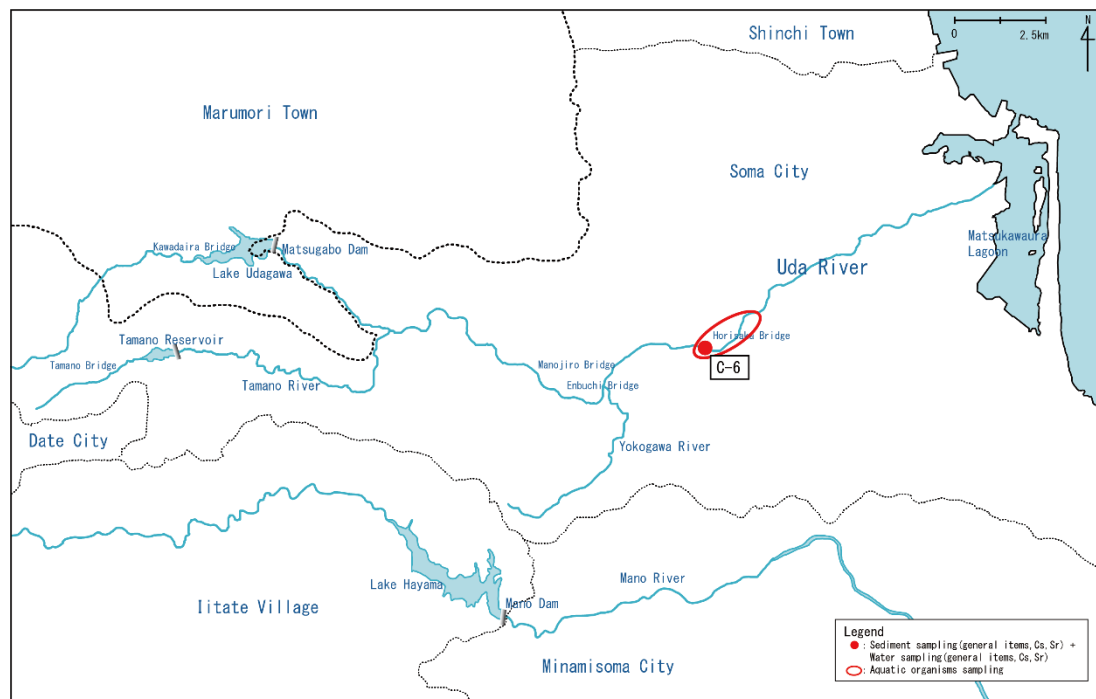 Shinchi Town
0 2.5km
Marumori Town
Soma City
Kawadaira Bridge
Matsugabo Dam
Lake Udagawa
Matsukawaura
Lagoon
Uda River
Tamano Reservoir
Horisaka Bridge
Tamano Bridge
Manojiro Bridge
C-6
Tamano River
Enbuchi Bridge
Date City
Yokogawa River
Lake Hayama
Mano River
Iitate Village
Mano Dam
Minamisoma City
Legend
: Sediment sampling(general items,Cs,Sr) +
Water sampling(general items,Cs,Sr)
: Aquatic organisms sampling